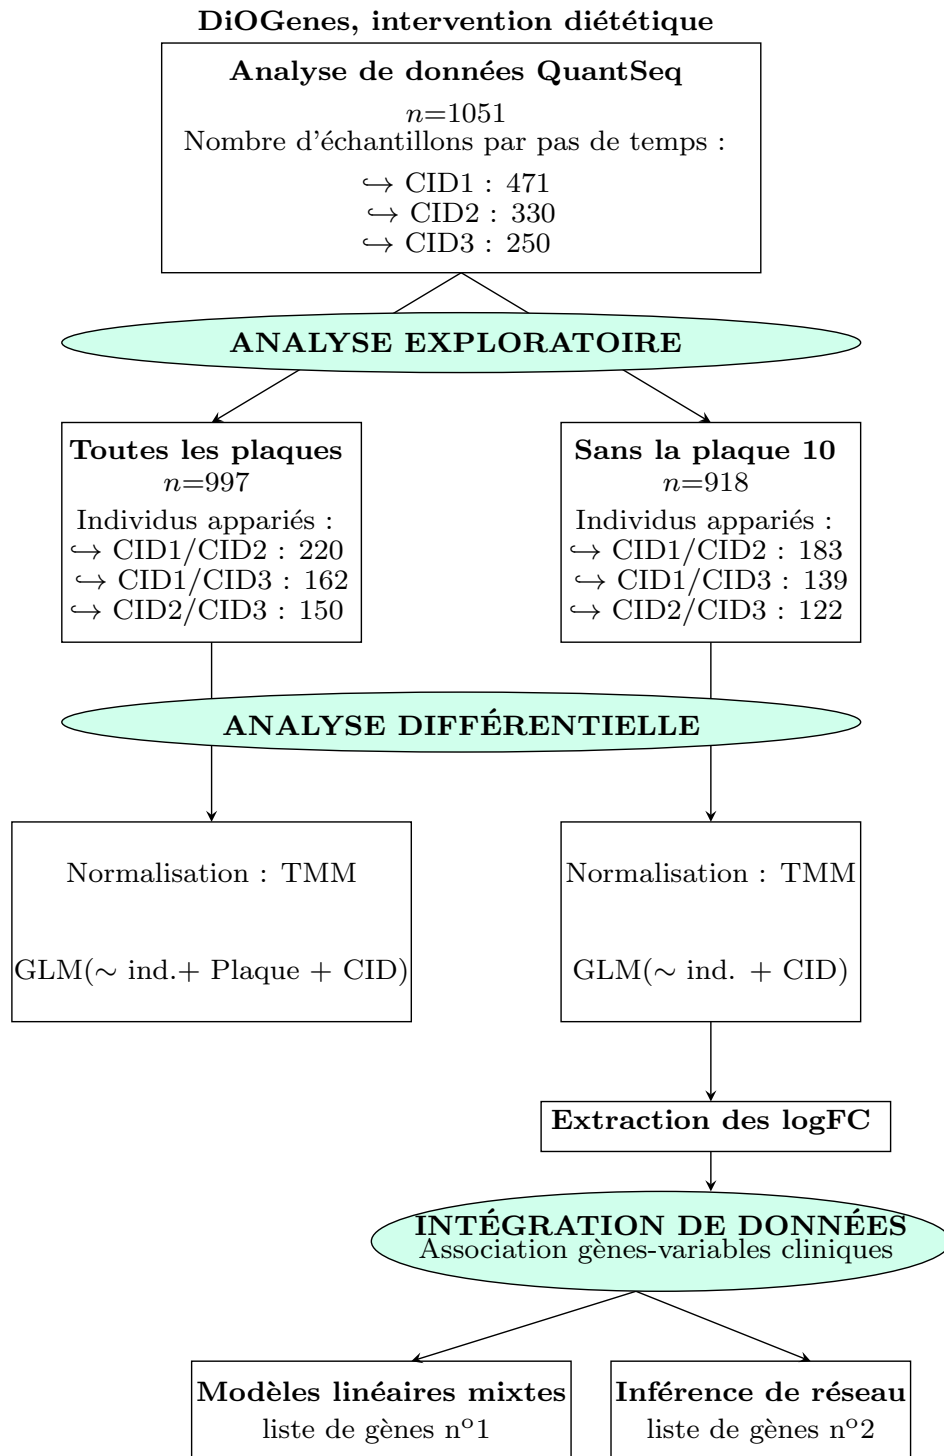 DiOGenes, intervention diététique
Analyse de données QuantSeq
n=1051
Nombre d'échantillons par pas de temps :
↪ CID1 : 471
↪ CID2 : 330
↪ CID3 : 250
ANALYSE EXPLORATOIRE
Toutes les plaques
n=997
Individus appariés :
↪ CID1/CID2 : 220
↪ CID1/CID3 : 162
↪ CID2/CID3 : 150
Sans la plaque 10
n=918
Individus appariés :
↪ CID1/CID2 : 183
↪ CID1/CID3 : 139
↪ CID2/CID3 : 122
ANALYSE DIFFÉRENTIELLE
Normalisation : TMM
GLM(∼ ind.+ Plaque + CID)
Normalisation : TMM
GLM(∼ ind. + CID)
Extraction des logFC
INTÉGRATION DE DONNÉES
Association gènes-variables cliniques
Modèles linéaires mixtes
liste de gènes nº1
Inférence de réseau
liste de gènes nº2